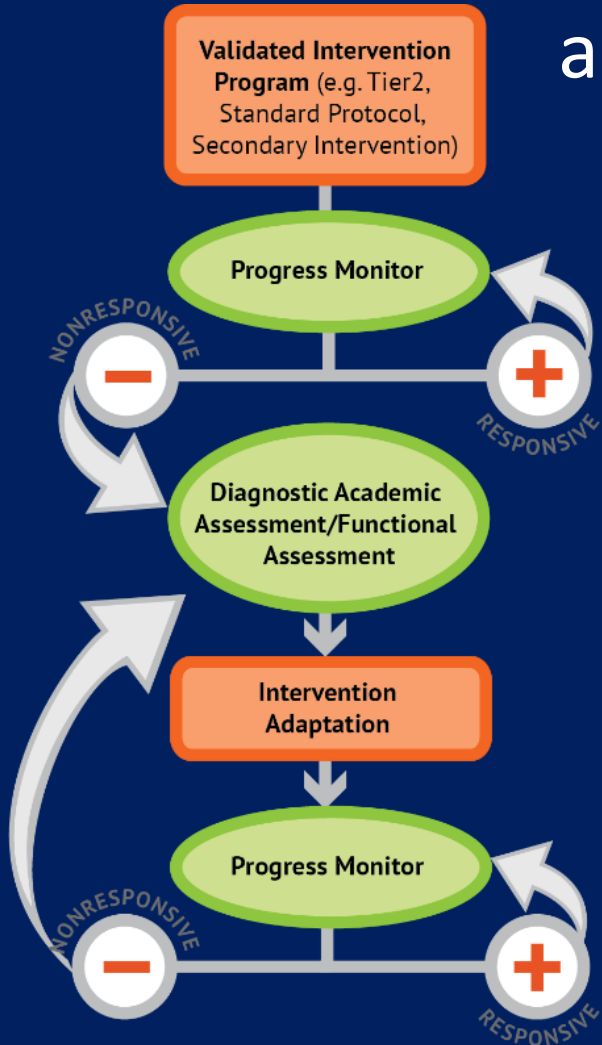 a
Validated Intervention
Program (e.g. Tier2,
Standard Protocol,
Secondary Intervention)
Progress Monitor
NONRESPONSIVE
−
+
RESPONSIVE
Diagnostic Academic
Assessment/Functional
Assessment
Intervention
Adaptation
Progress Monitor
NONRESPONSIVE
−
+
RESPONSIVE